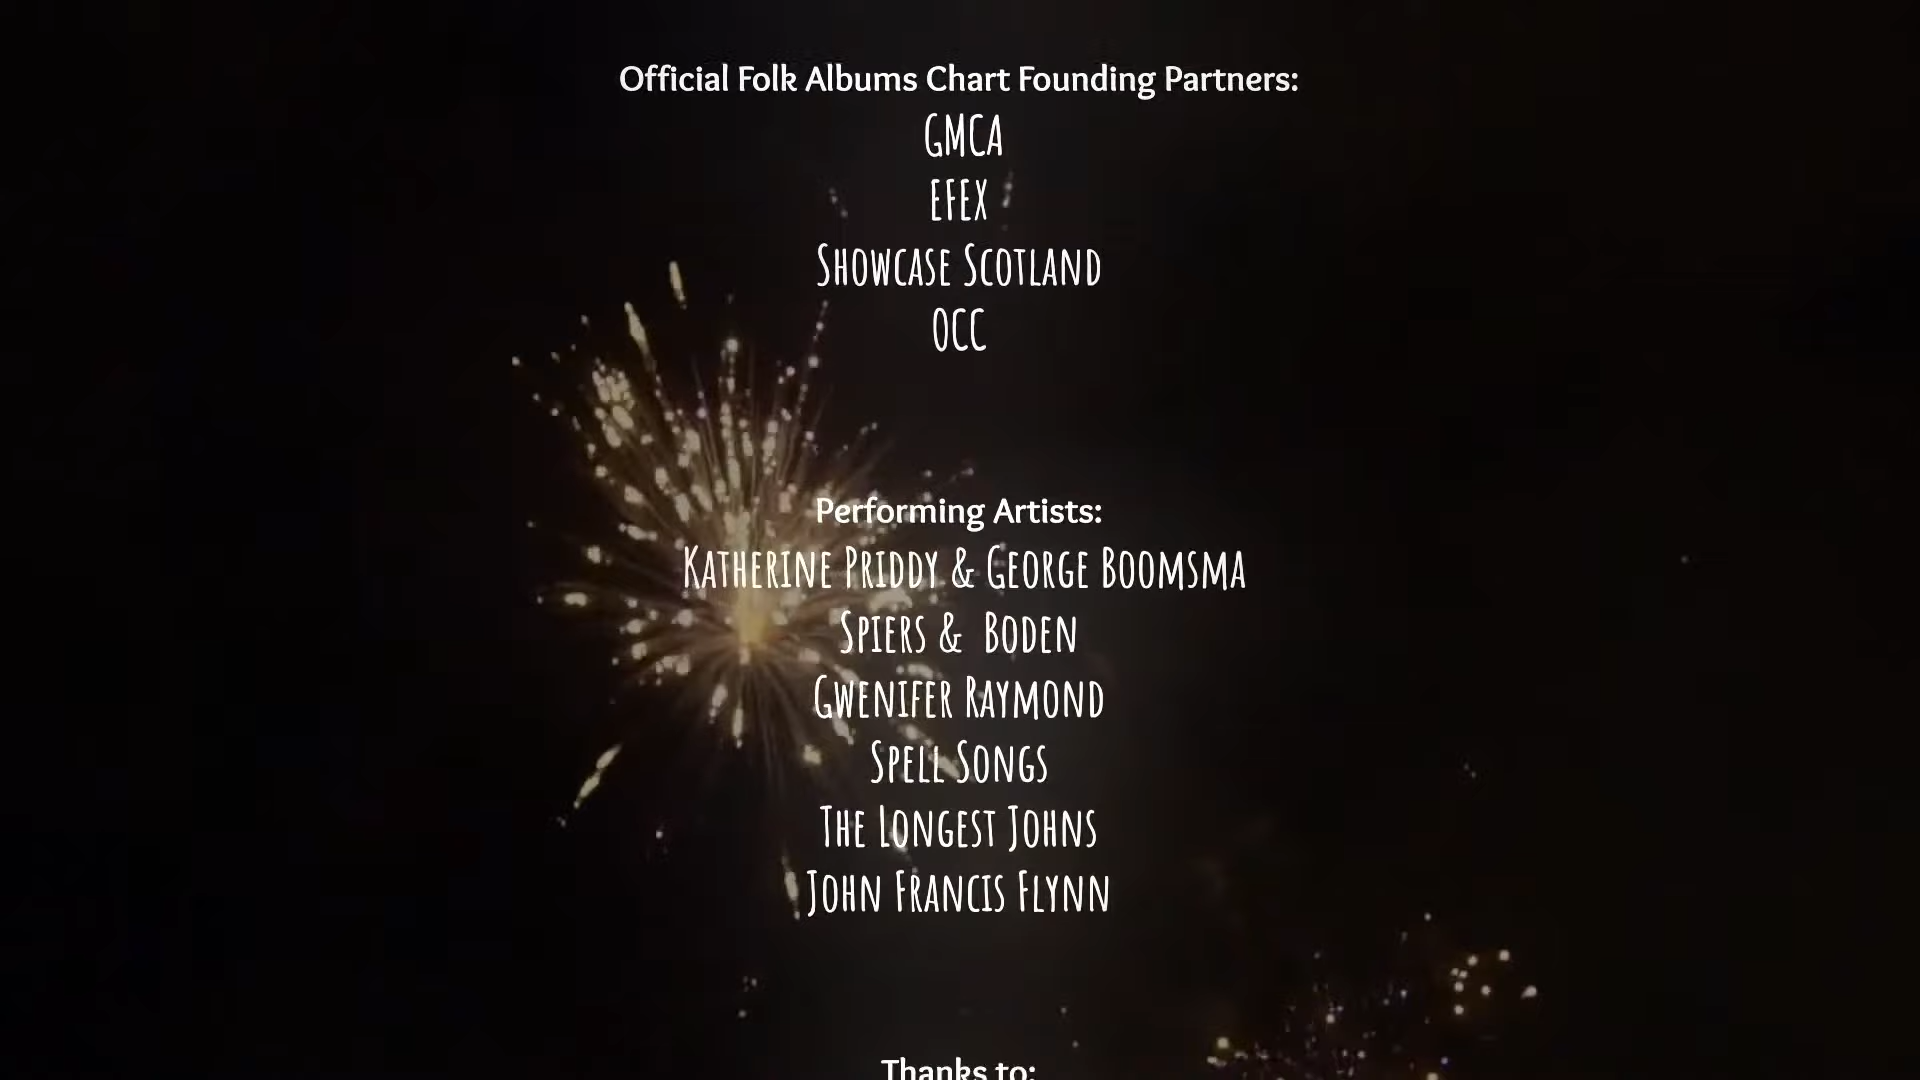 Official Folk Albums Chart Founding Partners:
GMCA
EFEX
Showcase Scotland
OCC
Performing Artists:
Katherine Priddy & George Boomsma
Spiers & Boden
Gwenifer Raymond
Spell Songs
The Longest Johns
John Francis Flynn
Thanks to: